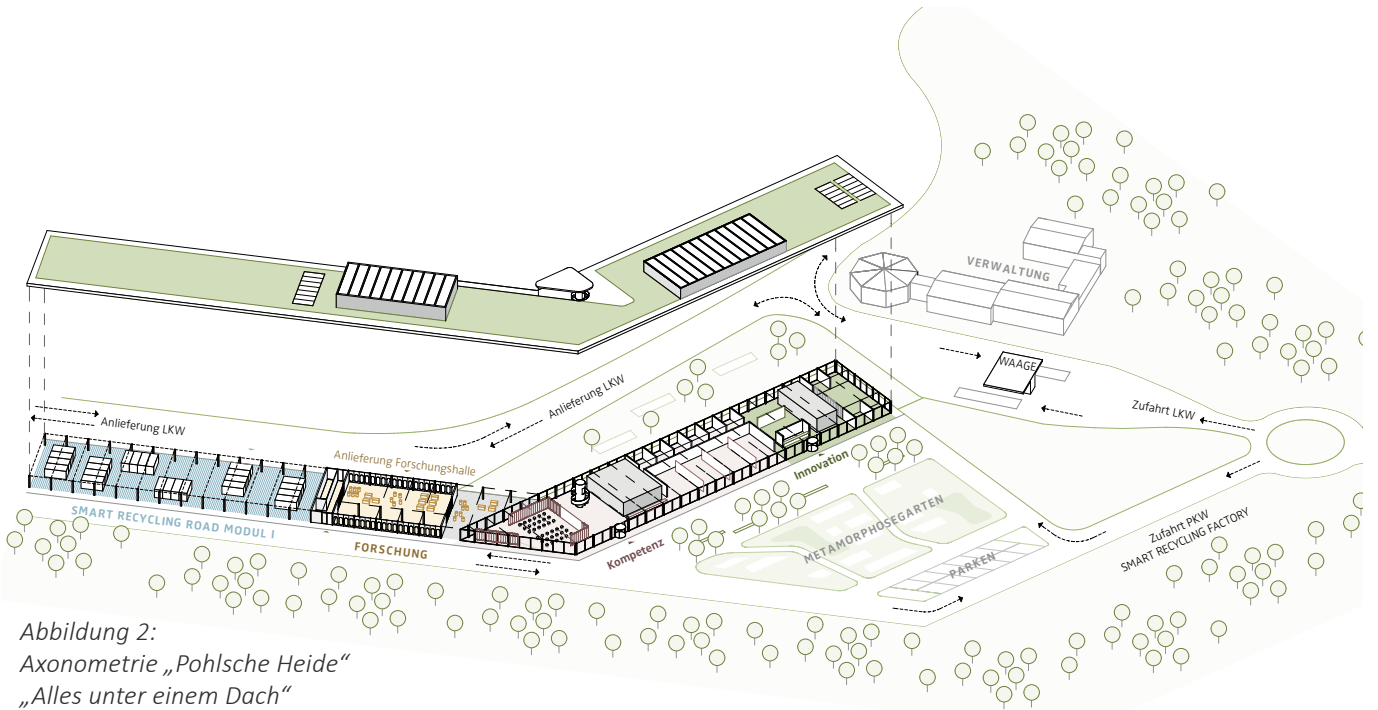 VERWALTUNG
WAAGE
Zufahrt LKW
Anlieferung LKW
Anlieferung LKW
Anlieferung Forschungshalle
Innovation
SMART RECYCLING ROAD MODUL I
FORSCHUNG
Kompetenz
METAMORPHOSEGÄRTEN
PARKEN
Zufahrt PKW
SMART RECYCLING FACTORY
Abbildung 2:
Axonometrie „Pohlsche Heide“
„Alles unter einem Dach“